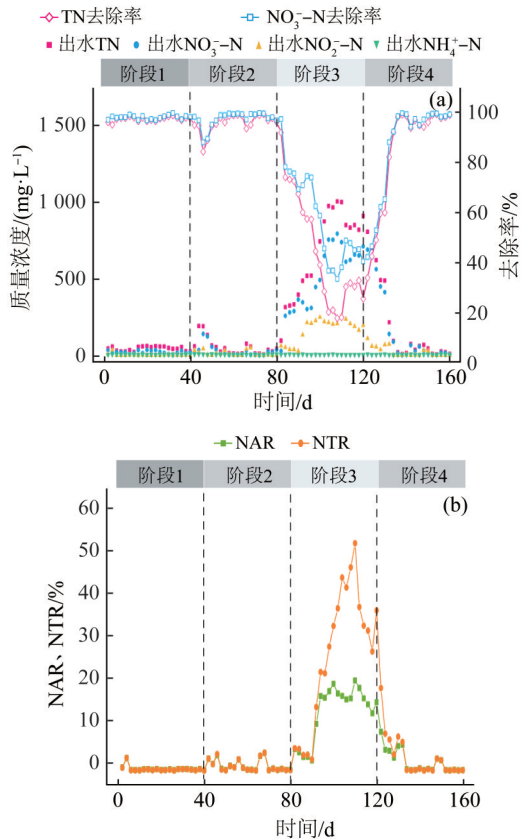 TN去除率 NO₃⁻-N去除率
出水TN 出水NO₃⁻-N 出水NO₂⁻-N 出水NH₄⁺-N
阶段1 阶段2 阶段3 阶段4
(a)
质量浓度/(mg·L⁻¹)
1 500
1 000
500
0
100
80
60
40
20
0
去除率/%
0 40 80 120 160
时间/d
NAR NTR
阶段1 阶段2 阶段3 阶段4
(b)
NAR、NTR/%
60
50
40
30
20
10
0
0 40 80 120 160
时间/d